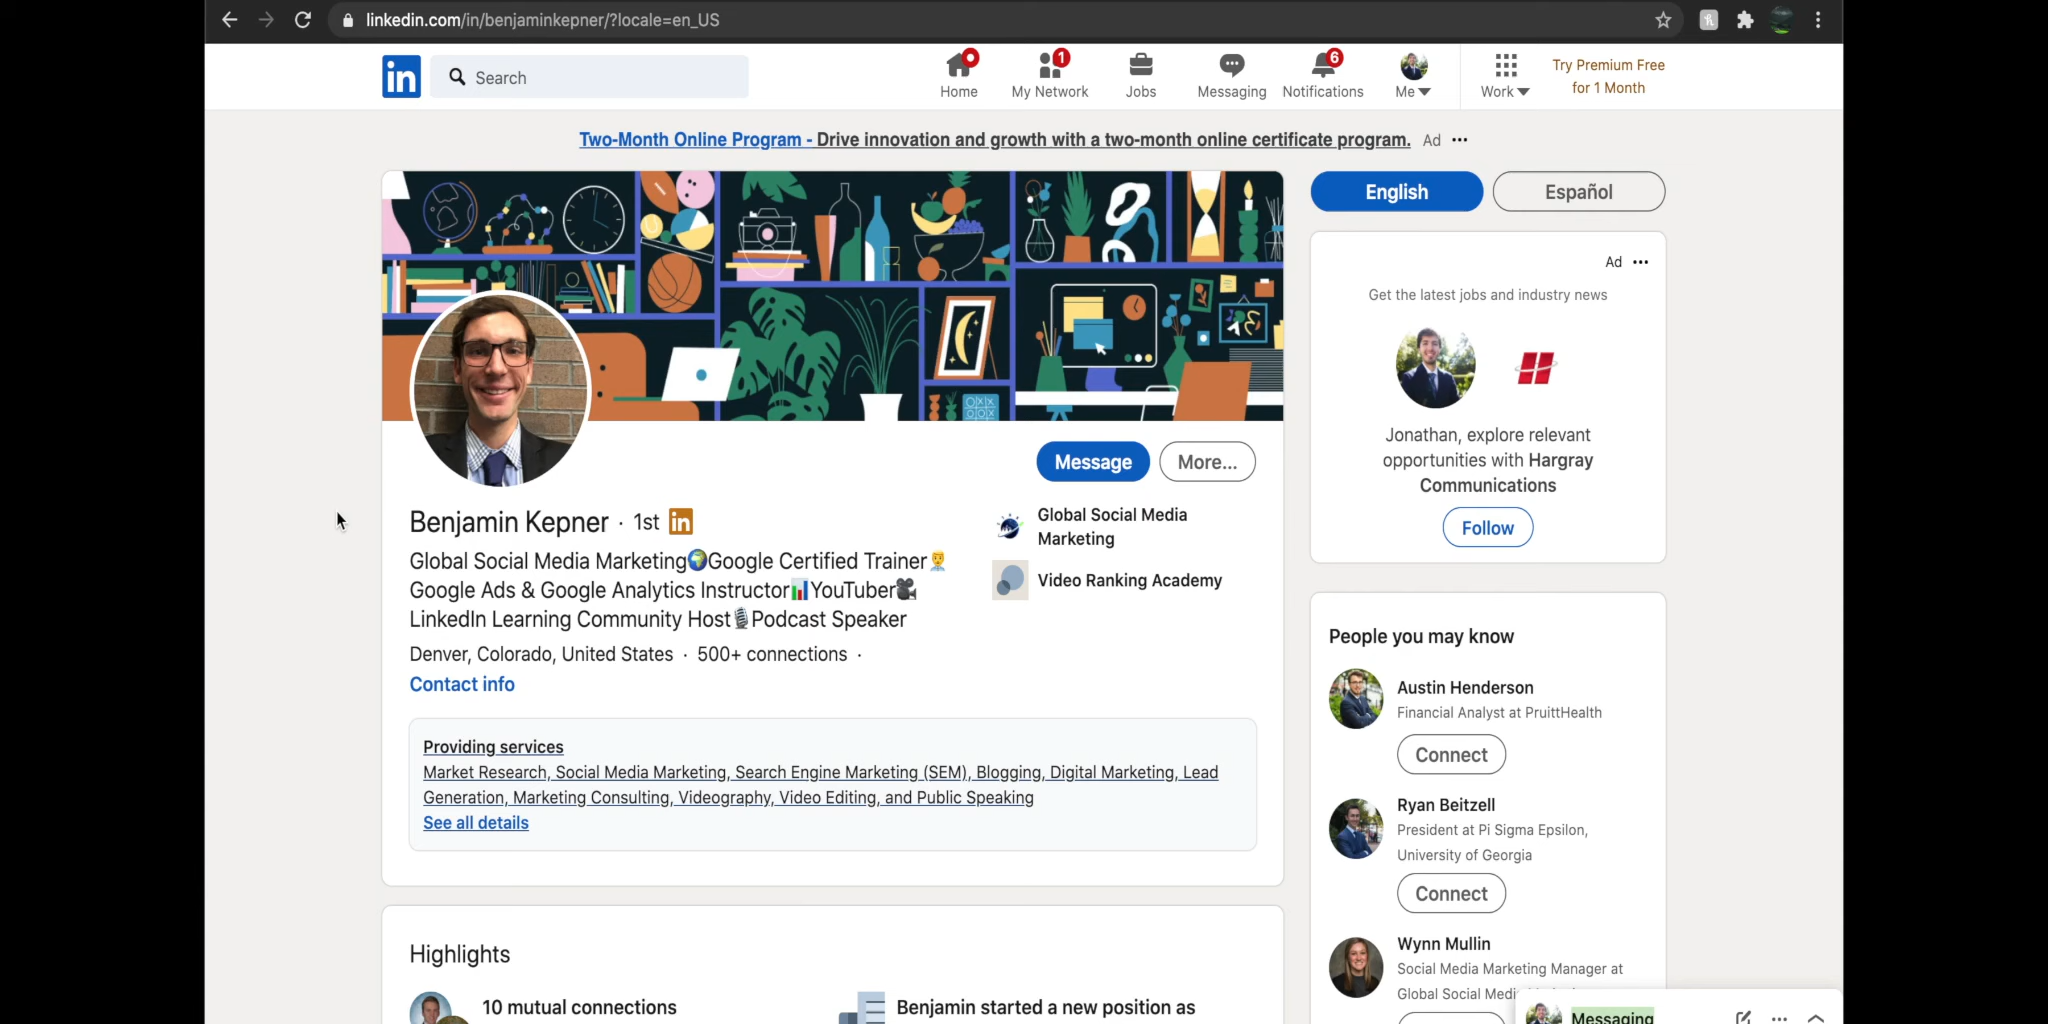 linkedin.com/in/benjaminkepner/?locale=en_US
in
Search
Home
1
My Network
Jobs
Messaging
6
Notifications
Me
Work
Try Premium Free
for 1 Month
Two-Month Online Program - Drive innovation and growth with a two-month online certificate program. Ad
English
Español
Ad
Get the latest jobs and industry news
Jonathan, explore relevant
opportunities with Hargray
Communications
Follow
Message
More...
Benjamin Kepner · 1st in
Global Social Media Marketing🌍Google Certified Trainer👨‍💼
Google Ads & Google Analytics Instructor📊YouTuber🎥
LinkedIn Learning Community Host🎙️Podcast Speaker
Denver, Colorado, United States · 500+ connections ·
Contact info
Global Social Media
Marketing
Video Ranking Academy
Providing services
Market Research, Social Media Marketing, Search Engine Marketing (SEM), Blogging, Digital Marketing, Lead
Generation, Marketing Consulting, Videography, Video Editing, and Public Speaking
See all details
Highlights
10 mutual connections
Benjamin started a new position as
People you may know
Austin Henderson
Financial Analyst at PruittHealth
Connect
Ryan Beitzell
President at Pi Sigma Epsilon,
University of Georgia
Connect
Wynn Mullin
Social Media Marketing Manager at
Global Social
Messaging